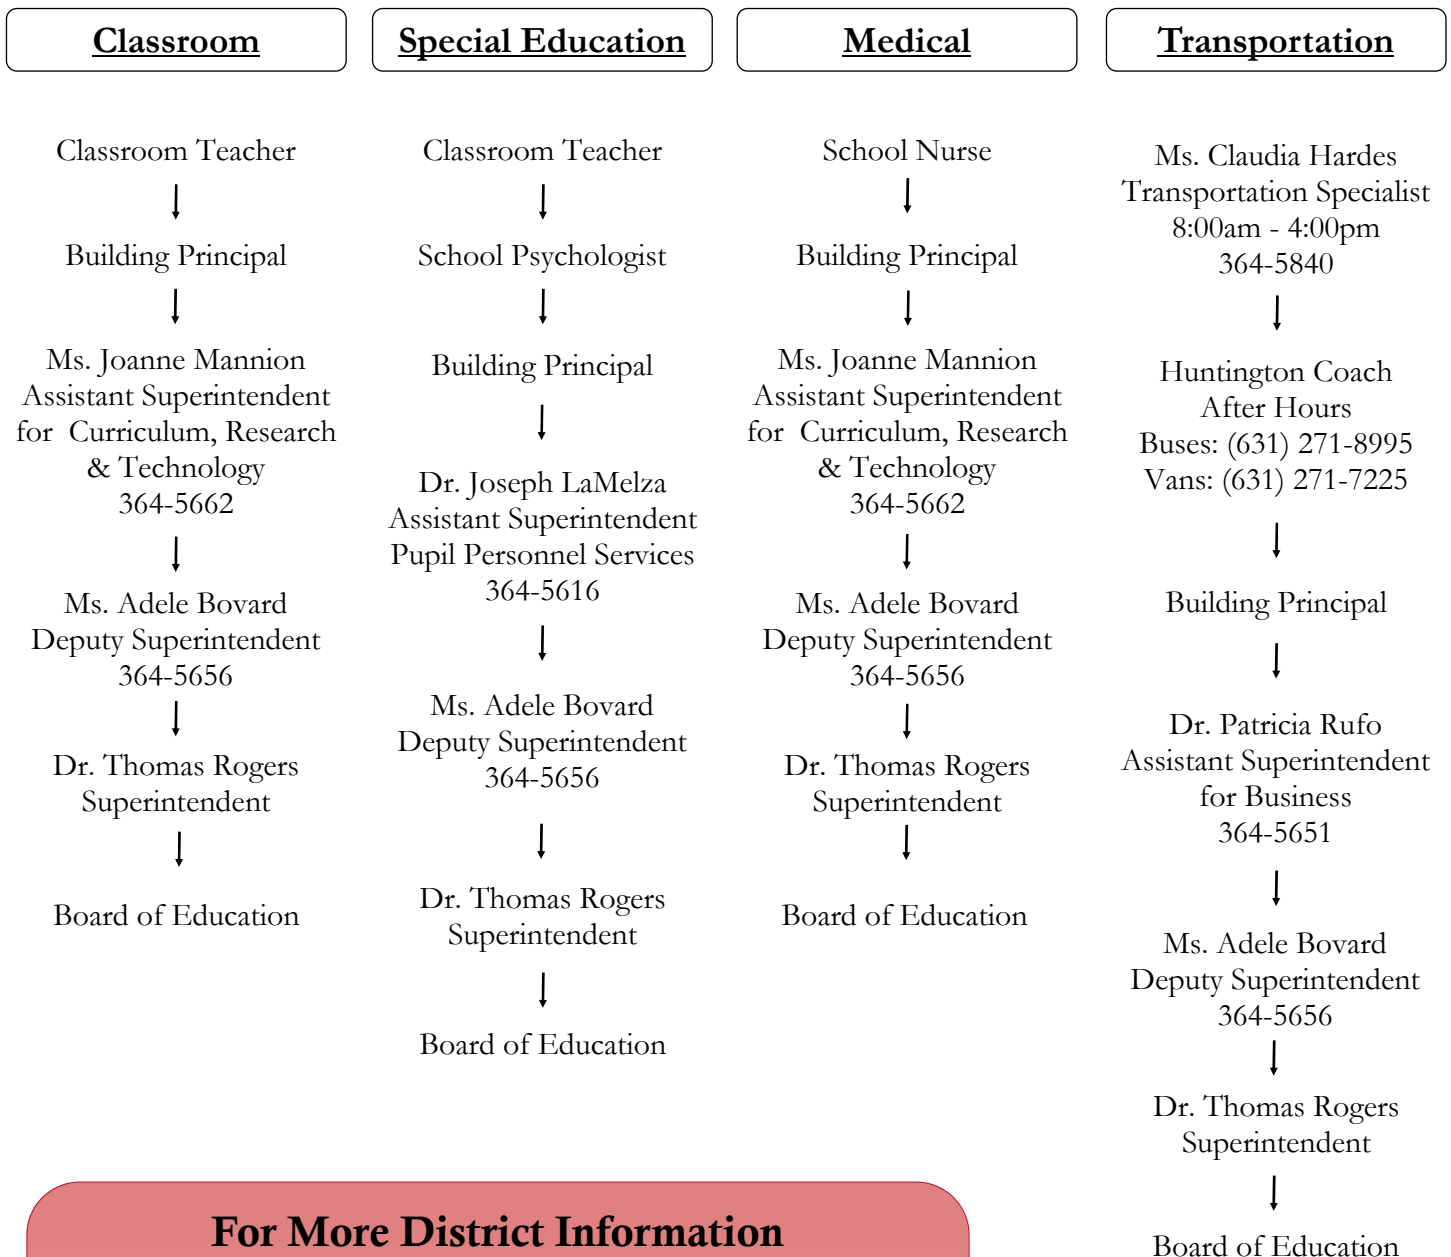 Classroom
Classroom Teacher
Building Principal
Ms. Joanne Mannion
Assistant Superintendent
for Curriculum, Research
& Technology
364-5662
Ms. Adele Bovard
Deputy Superintendent
364-5656
Dr. Thomas Rogers
Superintendent
Board of Education
Special Education
Classroom Teacher
School Psychologist
Building Principal
Dr. Joseph LaMelza
Assistant Superintendent
Pupil Personnel Services
364-5616
Ms. Adele Bovard
Deputy Superintendent
364-5656
Dr. Thomas Rogers
Superintendent
Board of Education
Medical
School Nurse
Building Principal
Ms. Joanne Mannion
Assistant Superintendent
for Curriculum, Research
& Technology
364-5662
Ms. Adele Bovard
Deputy Superintendent
364-5656
Dr. Thomas Rogers
Superintendent
Board of Education
Transportation
Ms. Claudia Hardes
Transportation Specialist
8:00am - 4:00pm
364-5840
Huntington Coach
After Hours
Buses: (631) 271-8995
Vans: (631) 271-7225
Building Principal
Dr. Patricia Rufo
Assistant Superintendent
for Business
364-5651
Ms. Adele Bovard
Deputy Superintendent
364-5656
Dr. Thomas Rogers
Superintendent
Board of Education
For More District Information